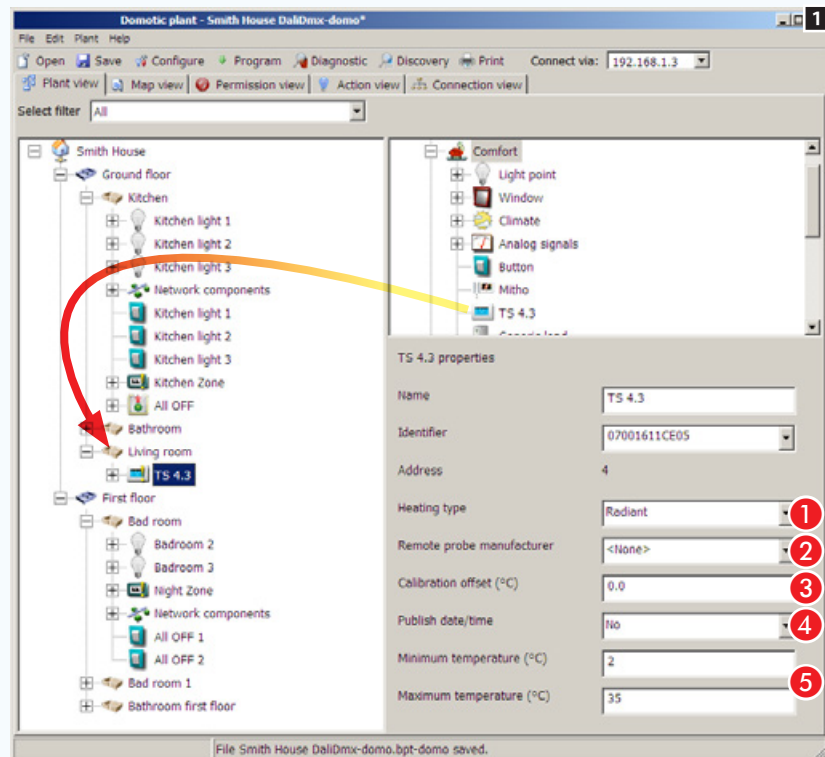 Domotic plant - Smith House DaliDmx-domo*
1
File Edit Plant Help
Open Save Configure Program Diagnostic Discovery Print Connect via: 192.168.1.3
Plant view Map view Permission view Action view Connection view
Select filter All
Smith House
Ground floor
Kitchen
Kitchen light 1
Kitchen light 2
Kitchen light 3
Network components
Kitchen light 1
Kitchen light 2
Kitchen light 3
Kitchen Zone
All OFF
Bathroom
Living room
TS 4.3
First floor
Bad room
Badroom 2
Badroom 3
Night Zone
Network components
All OFF 1
All OFF 2
Bad room 1
Bathroom first floor
Comfort
Light point
Window
Climate
Analog signals
Button
Mitho
TS 4.3
Generic load
TS 4.3 properties
Name TS 4.3
Identifier 07001611CE05
Address 4
Heating type Radiant 1
Remote probe manufacturer <None> 2
Calibration offset (°C) 0.0 3
Publish date/time No 4
Minimum temperature (°C) 2
5
Maximum temperature (°C) 35
File Smith House DaliDmx-domo.bpt-domo saved.